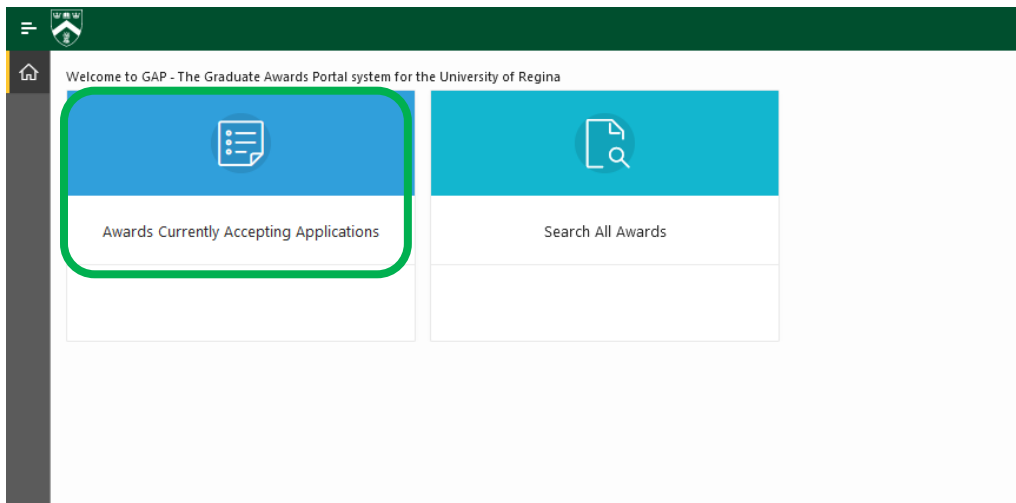 Welcome to GAP - The Graduate Awards Portal system for the University of Regina
Awards Currently Accepting Applications
Search All Awards